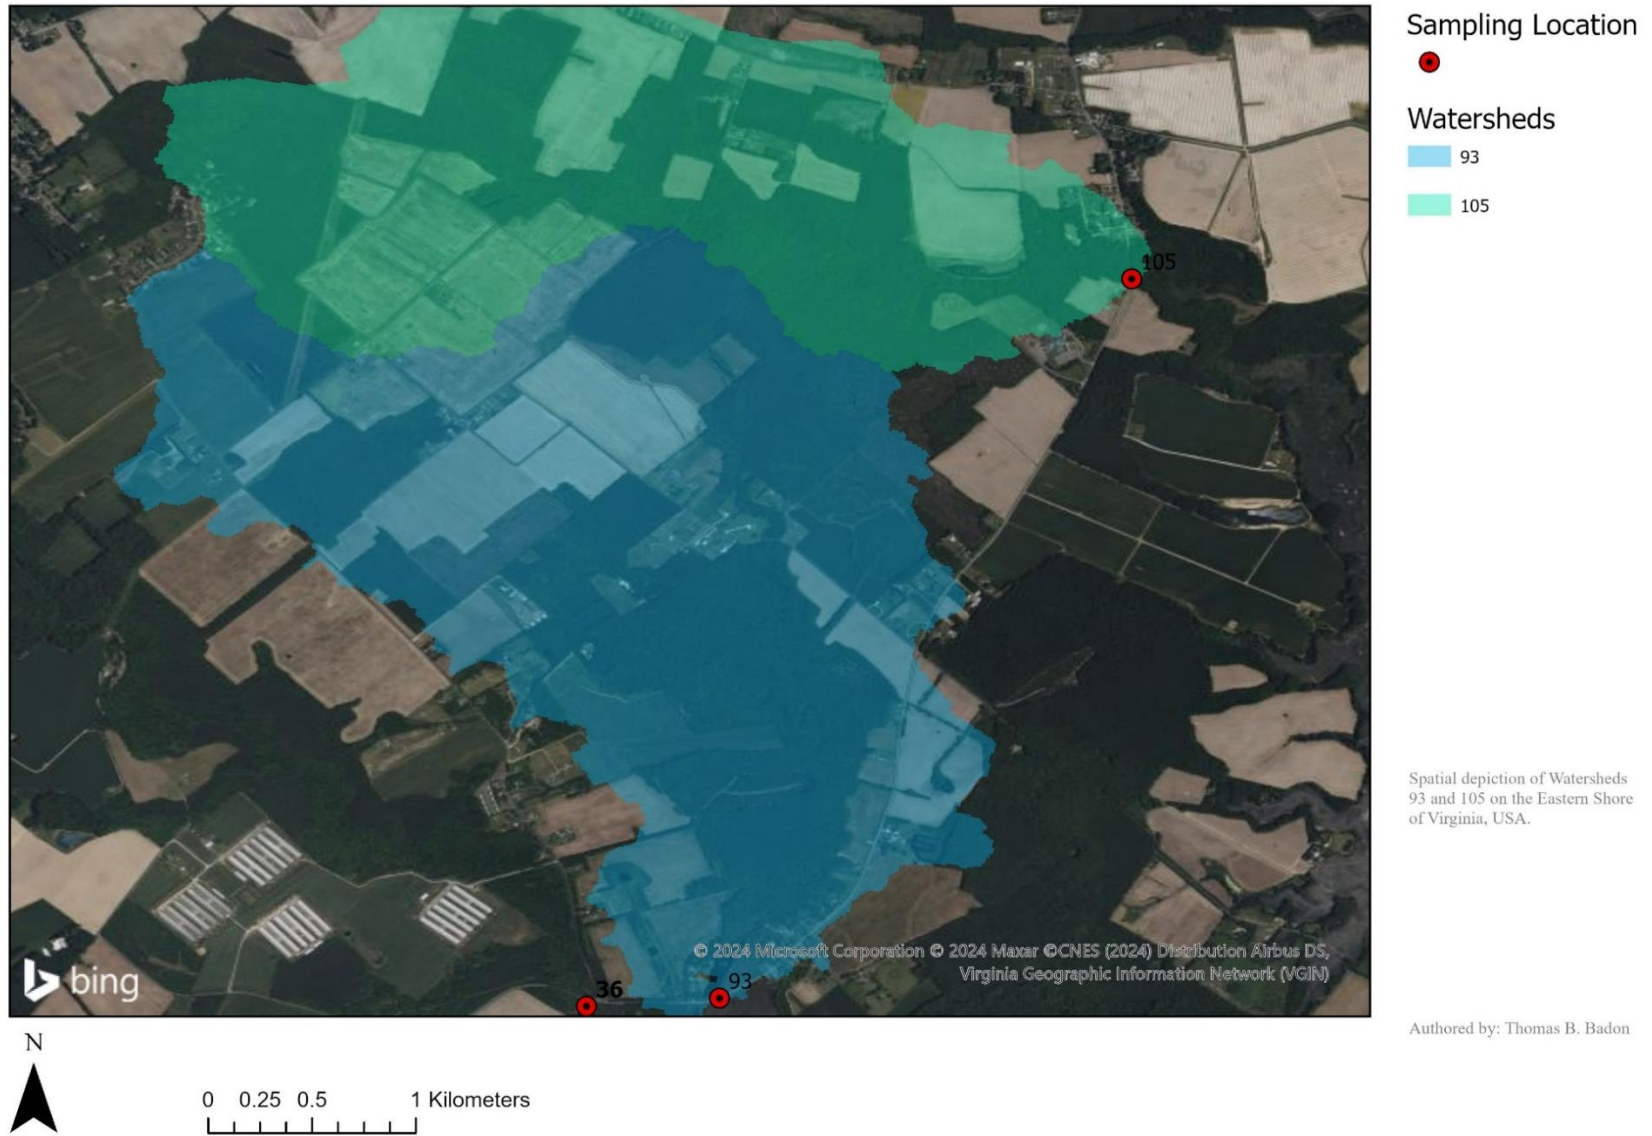 Sampling Location
Watersheds
93
105
105
Spatial depiction of Watersheds
93 and 105 on the Eastern Shore
of Virginia, USA.
© 2024 Microsoft Corporation © 2024 Maxar ©CNES (2024) Distribution Airbus DS,
Virginia Geographic Information Network (VGIN)
bing
36
93
Authored by: Thomas B. Badon
N
0 0.25 0.5 1 Kilometers